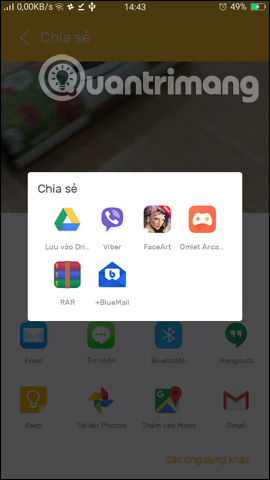 0,00KB/s 14:43 49%
Chia sẻ
Quantrimang
Chia sẻ
Lưu vào Dri... Viber FaceArt Omlet Arca...
RAR +BlueMail
Email Tin nhắn Bluetooth Hangouts
Keep Tải lên Photos Thêm vào Maps Gmail
Các ứng dụng khác